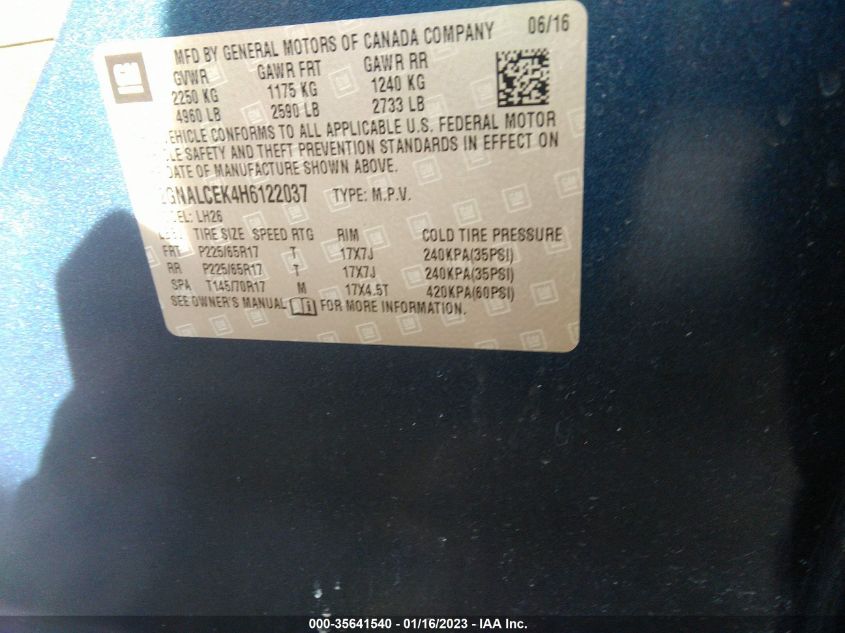 GM
MFD BY GENERAL MOTORS OF CANADA COMPANY 06/16
GVWR GAWR FRT GAWR RR
2250 KG 1175 KG 1240 KG
4960 LB 2590 LB 2733 LB
VEHICLE CONFORMS TO ALL APPLICABLE U.S. FEDERAL MOTOR
CLE SAFETY AND THEFT PREVENTION STANDARDS IN EFFECT ON
DATE OF MANUFACTURE SHOWN ABOVE.
2GNALCEK4H6122037 TYPE: M.P.V.
DEL: LH26
TIRE SIZE SPEED RTG RIM COLD TIRE PRESSURE
FRT P225/65R17 T 17X7J 240KPA(35PSI)
RR P225/65R17 T 17X7J 240KPA(35PSI)
SPA T145/70R17 M 17X4.5T 420KPA(60PSI)
SEE OWNER'S MANUAL FOR MORE INFORMATION.
000-35641540 - 01/16/2023 - IAA Inc.